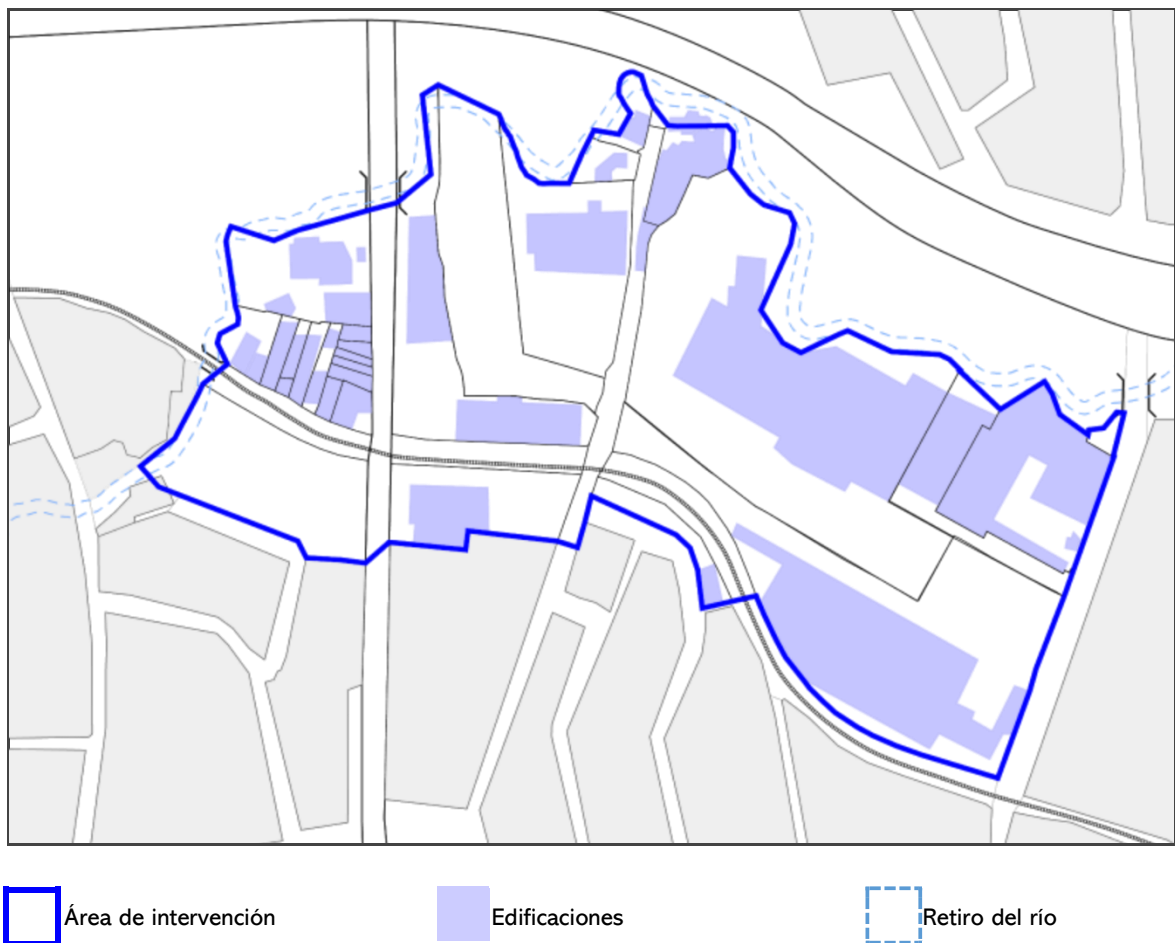 Área de intervención
Edificaciones
Retiro del río